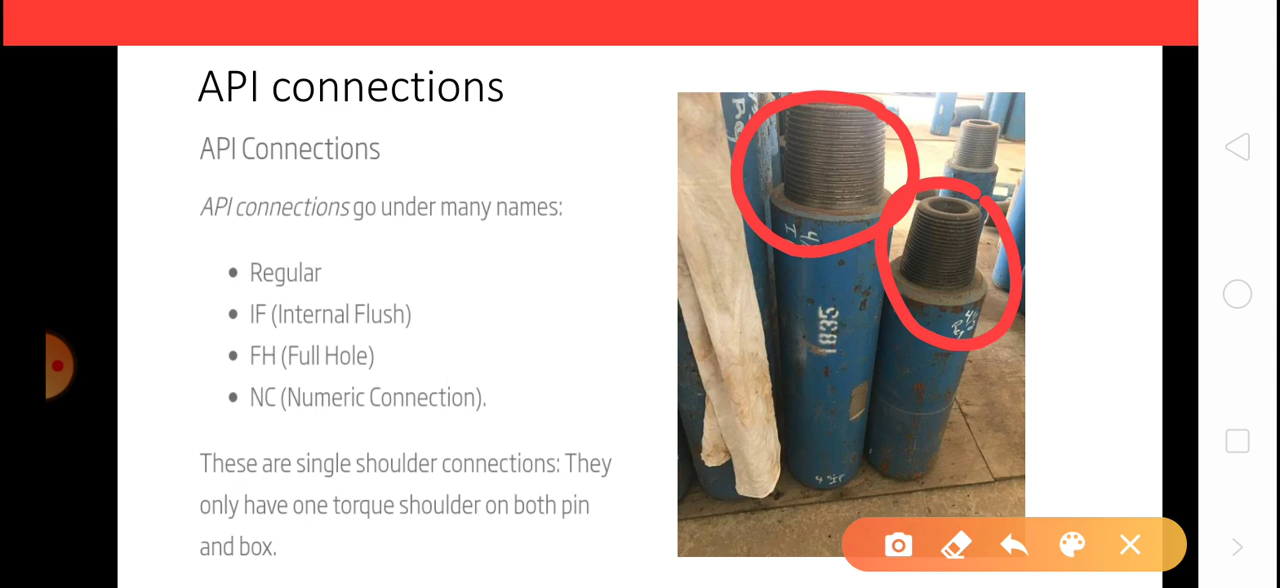 API connections
API Connections
API connections go under many names:
• Regular
• IF (Internal Flush)
• FH (Full Hole)
• NC (Numeric Connection).
These are single shoulder connections: They
only have one torque shoulder on both pin
and box.
1835